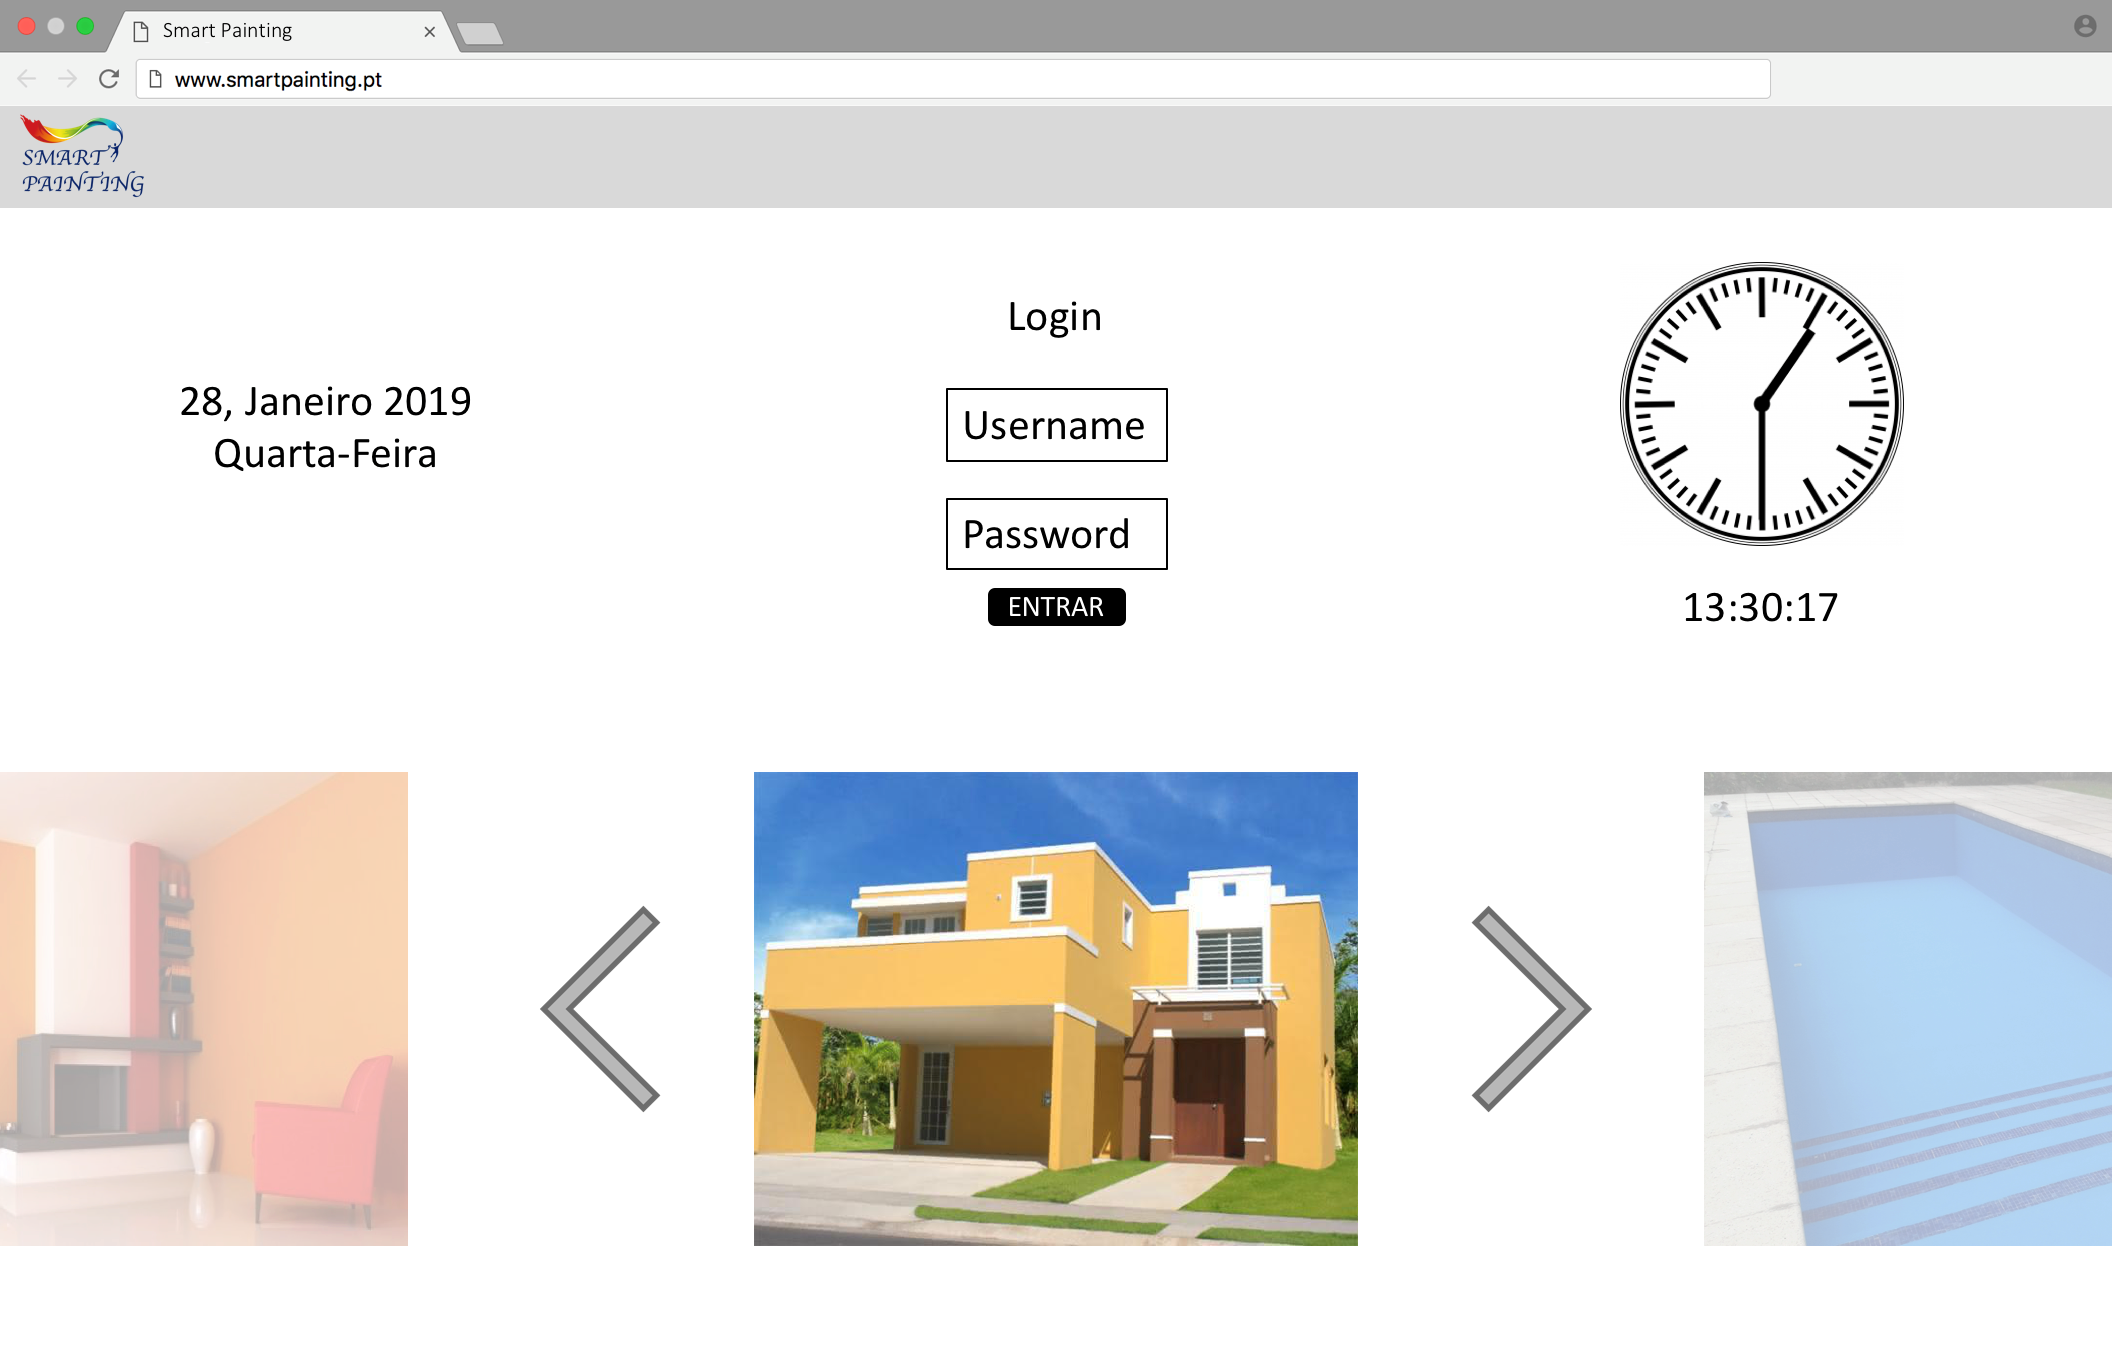 Smart Painting
www.smartpainting.pt
SMART
PAINTING
Login
28, Janeiro 2019
Quarta-Feira
Username
Password
ENTRAR
13:30:17